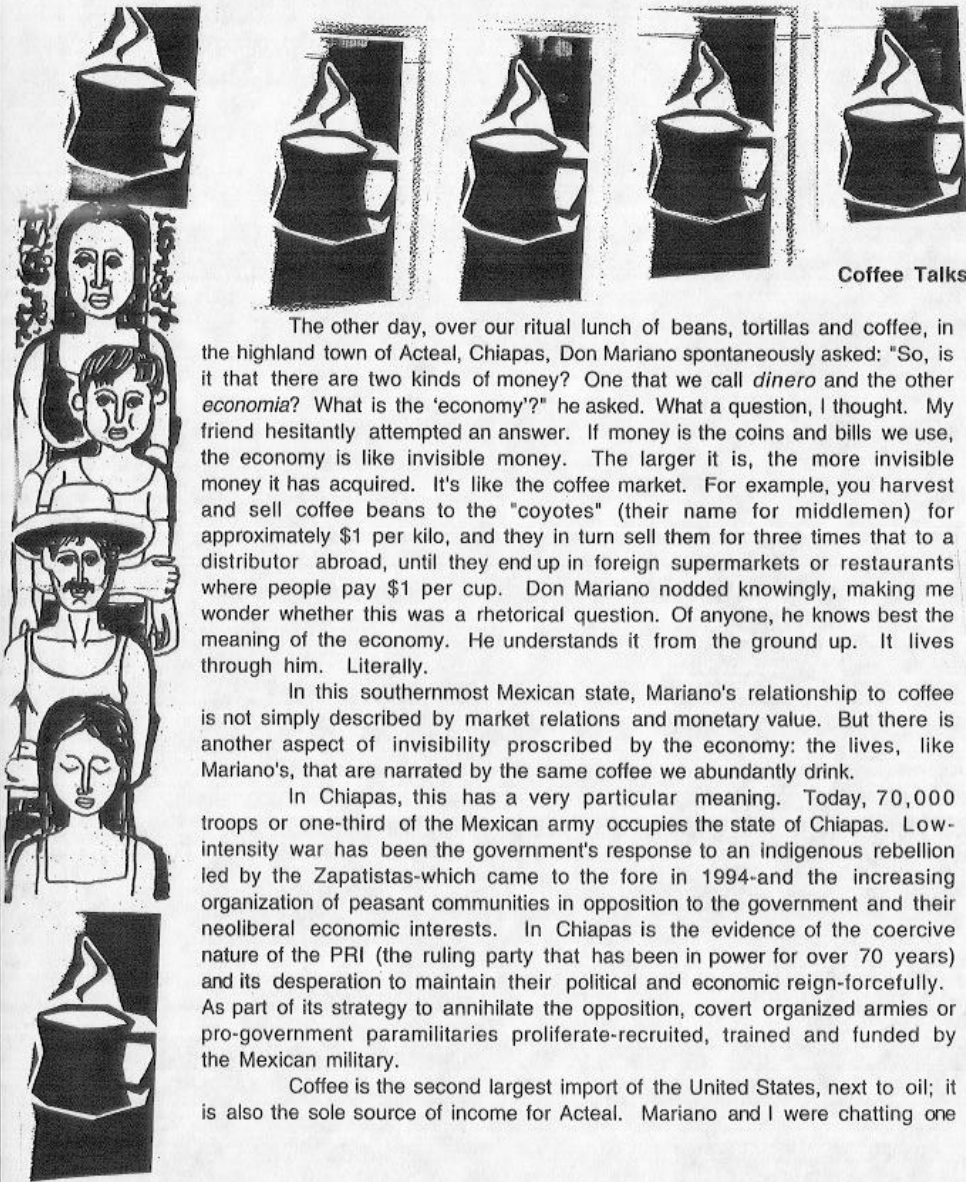 Coffee Talks
The other day, over our ritual lunch of beans, tortillas and coffee, in
the highland town of Acteal, Chiapas, Don Mariano spontaneously asked: "So, is
it that there are two kinds of money? One that we call dinero and the other
economia? What is the 'economy'?" he asked. What a question, I thought. My
friend hesitantly attempted an answer. If money is the coins and bills we use,
the economy is like invisible money. The larger it is, the more invisible
money it has acquired. It's like the coffee market. For example, you harvest
and sell coffee beans to the "coyotes" (their name for middlemen) for
approximately $1 per kilo, and they in turn sell them for three times that to a
distributor abroad, until they end up in foreign supermarkets or restaurants
where people pay $1 per cup. Don Mariano nodded knowingly, making me
wonder whether this was a rhetorical question. Of anyone, he knows best the
meaning of the economy. He understands it from the ground up. It lives
through him. Literally.
In this southernmost Mexican state, Mariano's relationship to coffee
is not simply described by market relations and monetary value. But there is
another aspect of invisibility proscribed by the economy: the lives, like
Mariano's, that are narrated by the same coffee we abundantly drink.
In Chiapas, this has a very particular meaning. Today, 70,000
troops or one-third of the Mexican army occupies the state of Chiapas. Low-
intensity war has been the government's response to an indigenous rebellion
led by the Zapatistas-which came to the fore in 1994-and the increasing
organization of peasant communities in opposition to the government and their
neoliberal economic interests. In Chiapas is the evidence of the coercive
nature of the PRI (the ruling party that has been in power for over 70 years)
and its desperation to maintain their political and economic reign-forcefully.
As part of its strategy to annihilate the opposition, covert organized armies or
pro-government paramilitaries proliferate-recruited, trained and funded by
the Mexican military.
Coffee is the second largest import of the United States, next to oil; it
is also the sole source of income for Acteal. Mariano and I were chatting one